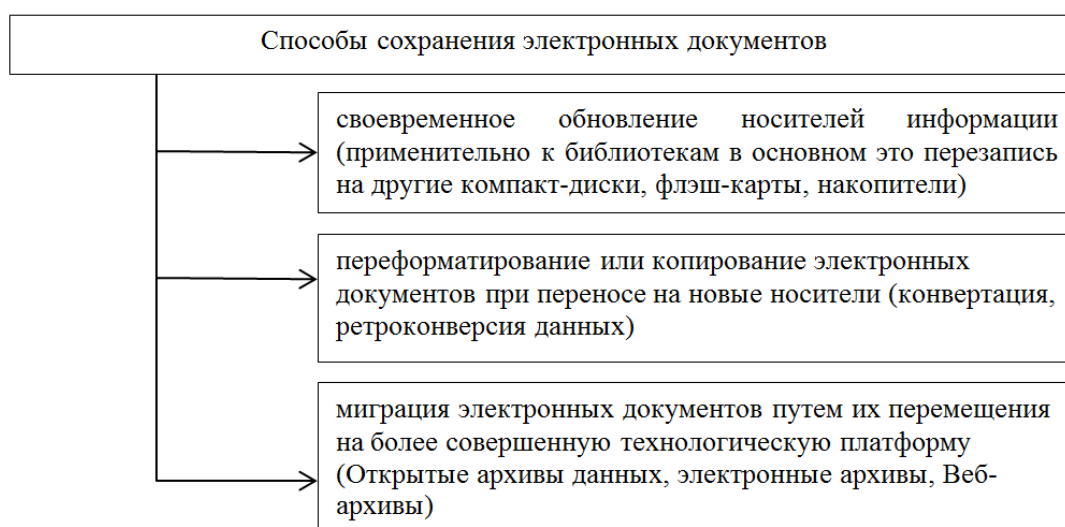 Способы сохранения электронных документов
своевременное обновление носителей информации
(применительно к библиотекам в основном это перезапись
на другие компакт-диски, флэш-карты, накопители)
переформатирование или копирование электронных
документов при переносе на новые носители (конвертация,
ретроконверсия данных)
миграция электронных документов путем их перемещения
на более совершенную технологическую платформу
(Открытые архивы данных, электронные архивы, Веб-
архивы)